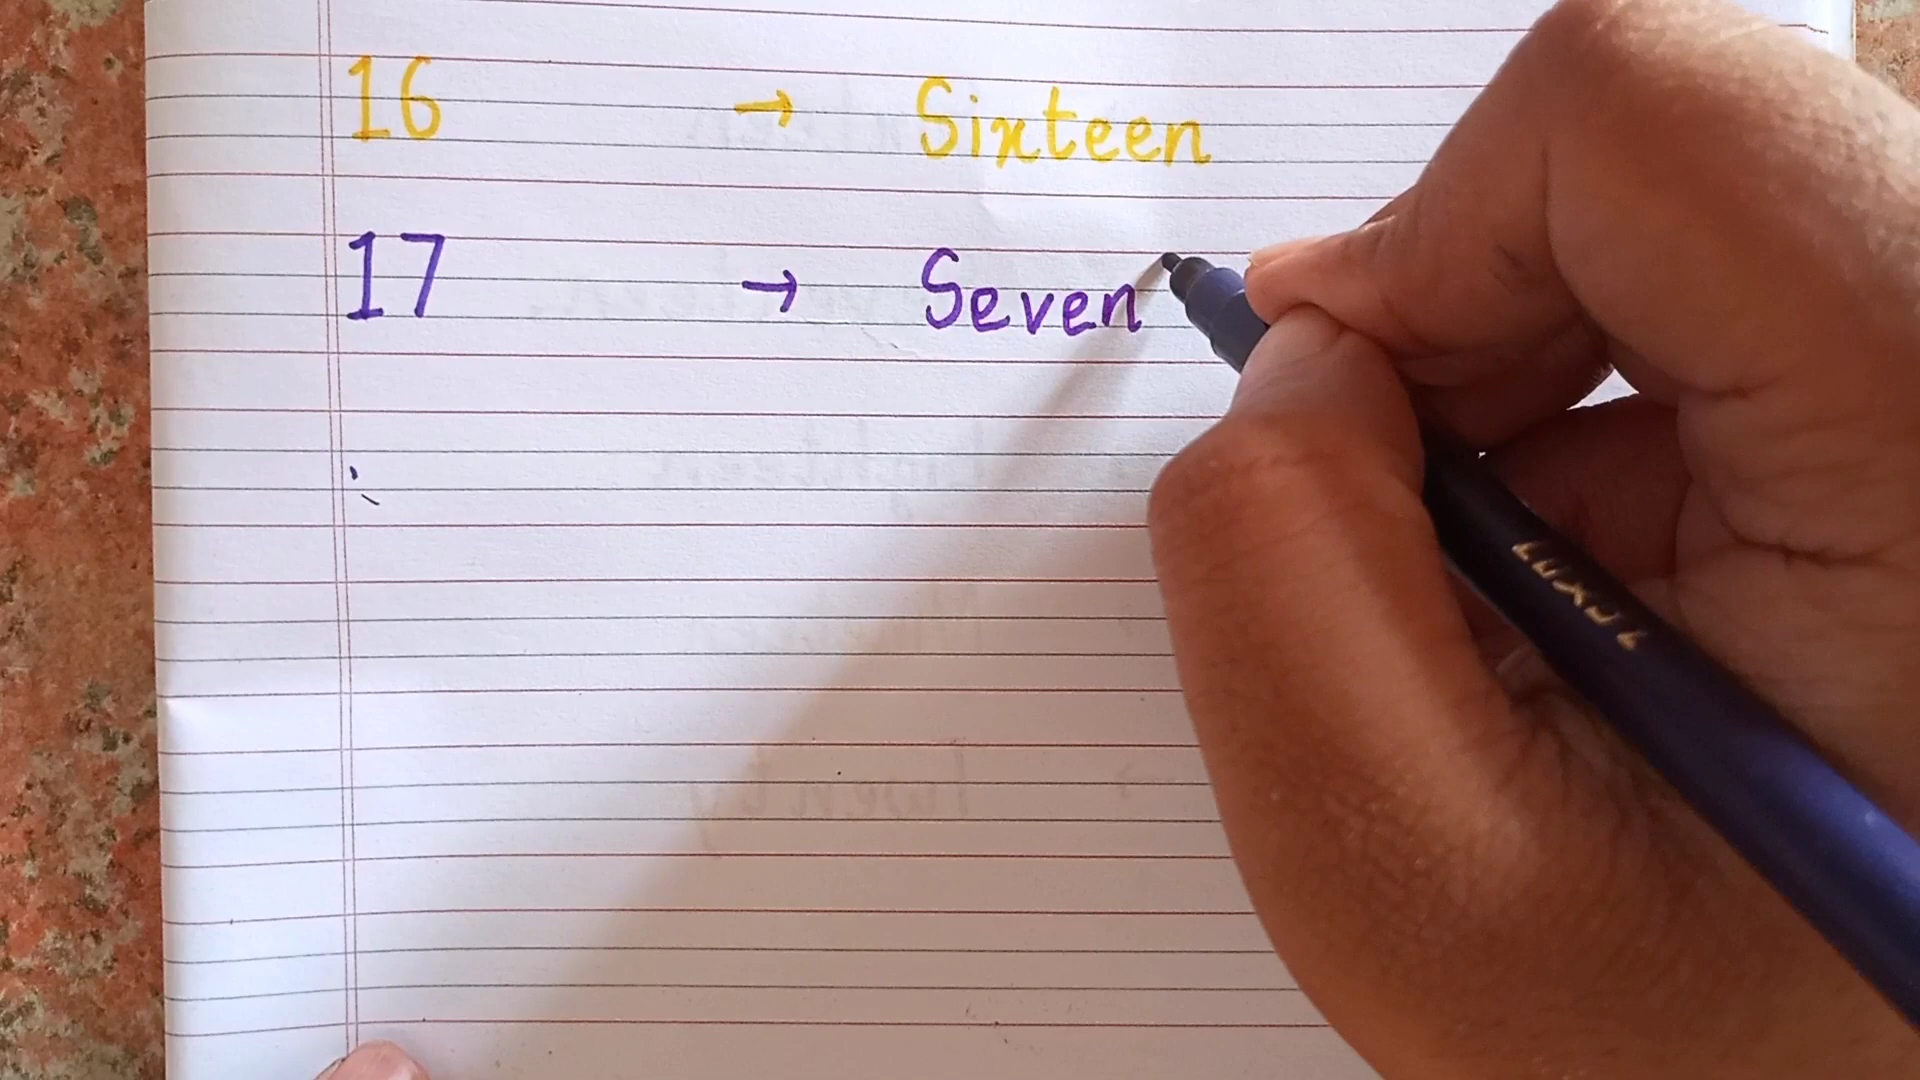 16 → Sixteen
17 → Seven